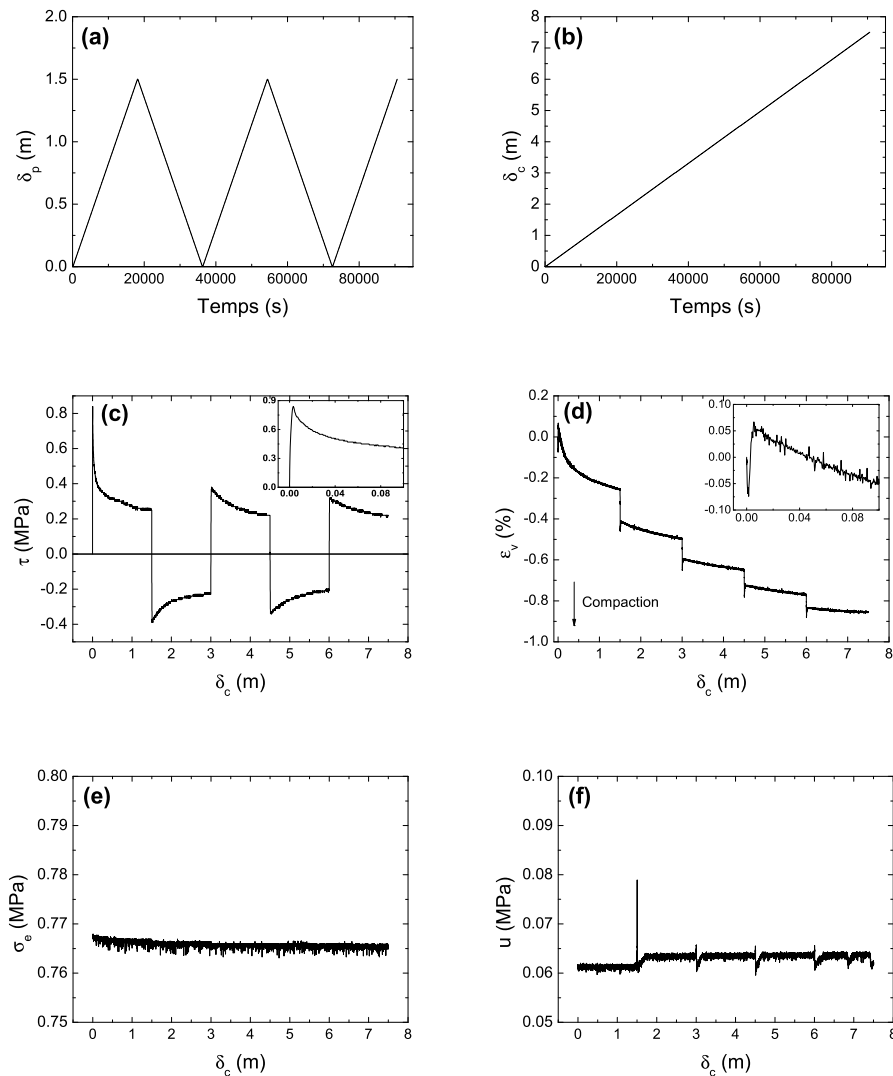 (a)
2.0
1.5
1.0
0.5
0.0
δp (m)
0 20000 40000 60000 80000
Temps (s)
(b)
8
7
6
5
4
3
2
1
0
δc (m)
0 20000 40000 60000 80000
Temps (s)
(c)
0.8
0.6
0.4
0.2
0.0
-0.2
-0.4
τ (MPa)
0.9
0.6
0.3
0.0
0.00 0.04 0.08
0 1 2 3 4 5 6 7 8
δc (m)
(d)
0.2
0.0
-0.2
-0.4
-0.6
-0.8
-1.0
εv (%)
0.10
0.05
0.00
-0.05
-0.10
0.00 0.04 0.08
Compaction
0 1 2 3 4 5 6 7 8
δc (m)
(e)
0.80
0.79
0.78
0.77
0.76
0.75
σe (MPa)
0 1 2 3 4 5 6 7 8
δc (m)
(f)
0.10
0.09
0.08
0.07
0.06
0.05
u (MPa)
0 1 2 3 4 5 6 7 8
δc (m)